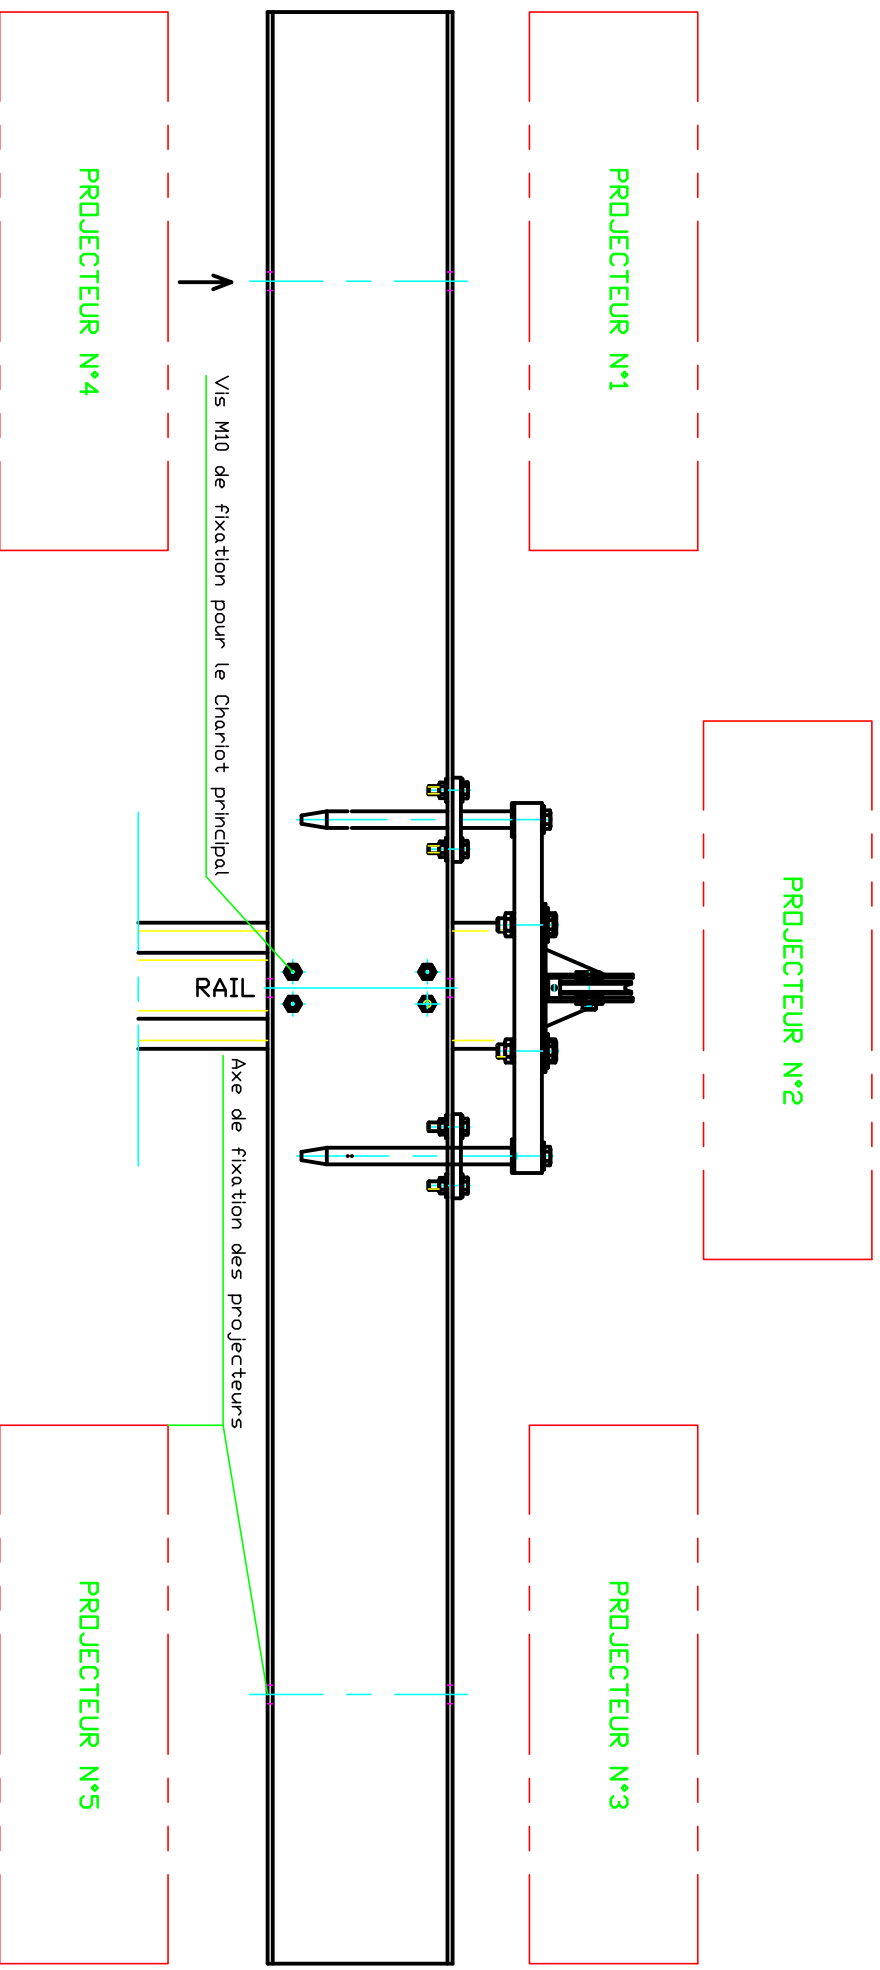 PROJECTEUR N°2
PROJECTEUR N°1
PROJECTEUR N°3
RAIL
Axe de fixation des projecteurs
Vis M10 de fixation pour le Chariot principal
PROJECTEUR N°4
PROJECTEUR N°5